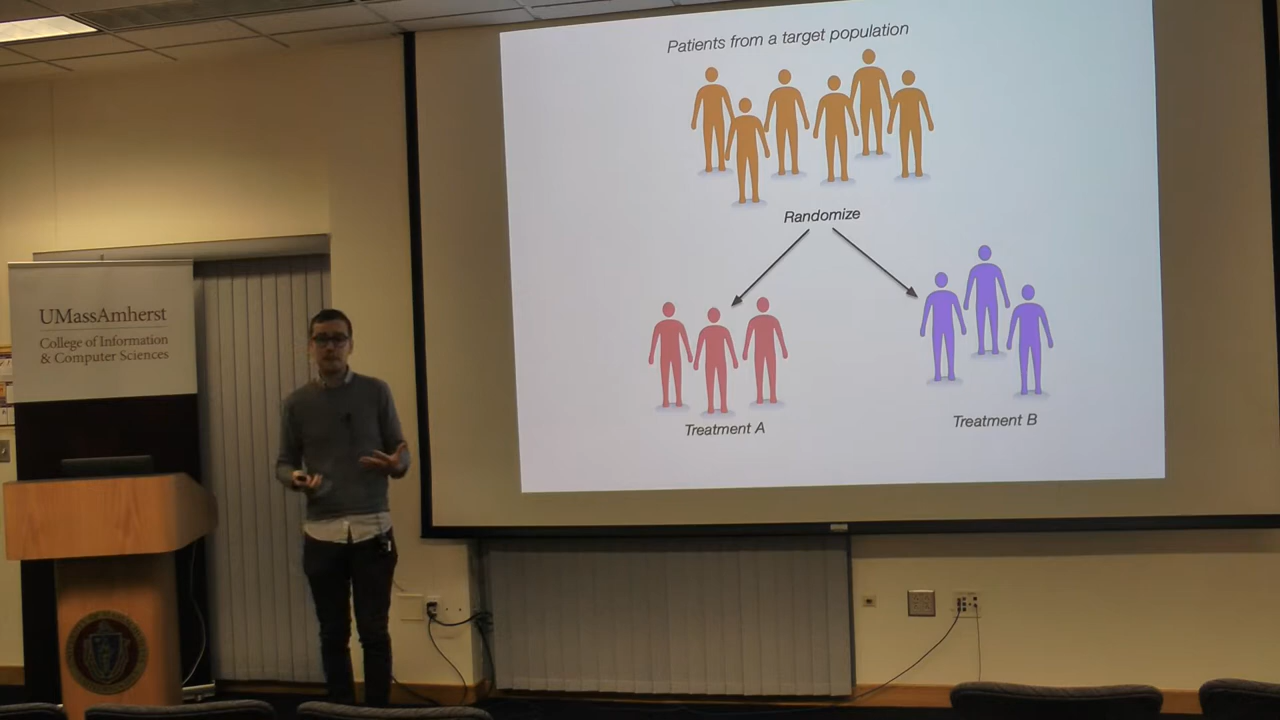 Patients from a target population
Randomize
Treatment A
Treatment B
UMassAmherst
College of Information
& Computer Sciences